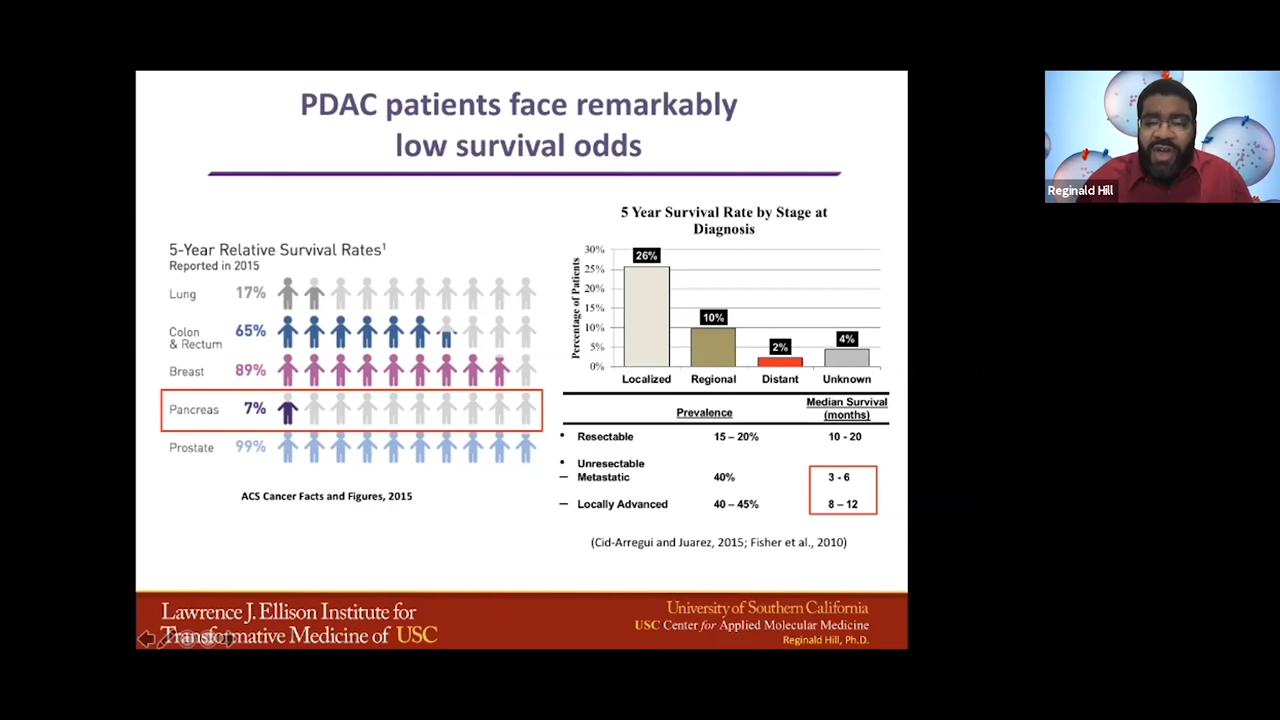 PDAC patients face remarkably
low survival odds
5-Year Relative Survival Rates¹
Reported in 2015
Lung 17%
Colon
& Rectum 65%
Breast 89%
Pancreas 7%
Prostate 99%
ACS Cancer Facts and Figures, 2015
5 Year Survival Rate by Stage at
Diagnosis
Percentage of Patients
30%
25%
20%
15%
10%
5%
0%
26%
10%
2%
4%
Localized Regional Distant Unknown
Prevalence Median Survival
(months)
• Resectable 15 – 20% 10 - 20
• Unresectable
– Metastatic 40% 3 - 6
– Locally Advanced 40 – 45% 8 – 12
(Cid-Arregui and Juarez, 2015; Fisher et al., 2010)
Lawrence J. Ellison Institute for
Transformative Medicine of USC
University of Southern California
USC Center for Applied Molecular Medicine
Reginald Hill, Ph.D.
Reginald Hill